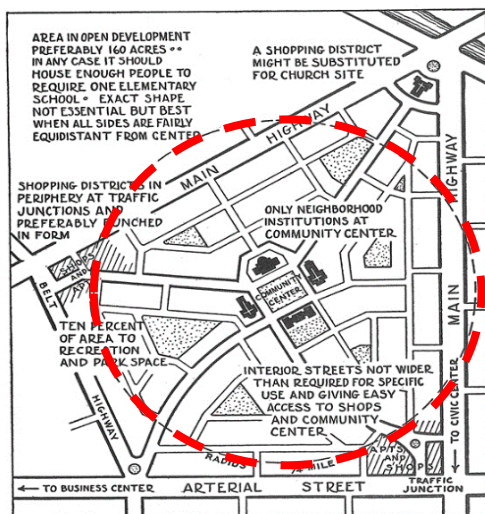 AREA IN OPEN DEVELOPMENT
PREFERABLY 160 ACRES ••
IN ANY CASE IT SHOULD
HOUSE ENOUGH PEOPLE TO
REQUIRE ONE ELEMENTARY
SCHOOL • EXACT SHAPE
NOT ESSENTIAL BUT BEST
WHEN ALL SIDES ARE FAIRLY
EQUIDISTANT FROM CENTER
A SHOPPING DISTRICT
MIGHT BE SUBSTITUTED
FOR CHURCH SITE
MAIN HIGHWAY
SHOPPING DISTRICTS IN
PERIPHERY AT TRAFFIC
JUNCTIONS AND
PREFERABLY BUNCHED
IN FORM
ONLY NEIGHBORHOOD
INSTITUTIONS AT
COMMUNITY CENTER
SHOPS
AND
APTS
COMMUNITY
CENTER
MAIN HIGHWAY
BELT HIGHWAY
TEN PERCENT
OF AREA TO
RECREATION
AND PARK SPACE
INTERIOR STREETS NOT WIDER
THAN REQUIRED FOR SPECIFIC
USE AND GIVING EASY
ACCESS TO SHOPS
AND COMMUNITY
CENTER
TO CIVIC CENTER
APTS
AND
SHOPS
RADIUS 1/4 MILE
TO BUSINESS CENTER
ARTERIAL STREET
TRAFFIC
JUNCTION